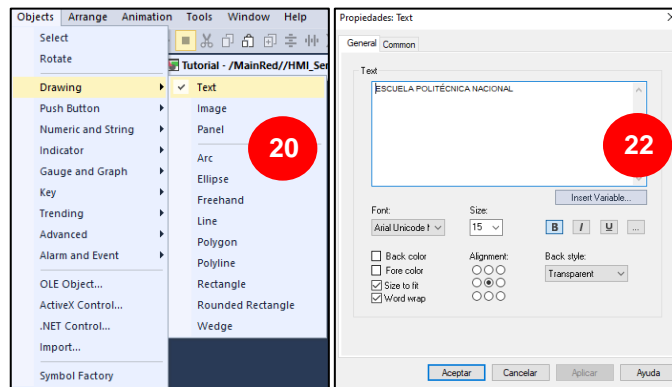 Objects Arrange Animation Tools Window Help
Select
Rotate
Drawing
Push Button
Numeric and String
Indicator
Gauge and Graph
Key
Trending
Advanced
Alarm and Event
OLE Object...
ActiveX Control...
.NET Control...
Import...
Symbol Factory
Tutorial - /MainRed//HMI_Ser
Text
Image
Panel
Arc
Ellipse
Freehand
Line
Polygon
Polyline
Rectangle
Rounded Rectangle
Wedge
20
Propiedades: Text
General Common
Text
ESCUELA POLITÉCNICA NACIONAL
22
Insert Variable...
Font: Size:
Arial Unicode 15 B I U ...
Back color Alignment: Back style:
Fore color Transparent
Size to fit
Word wrap
Aceptar Cancelar Aplicar Ayuda